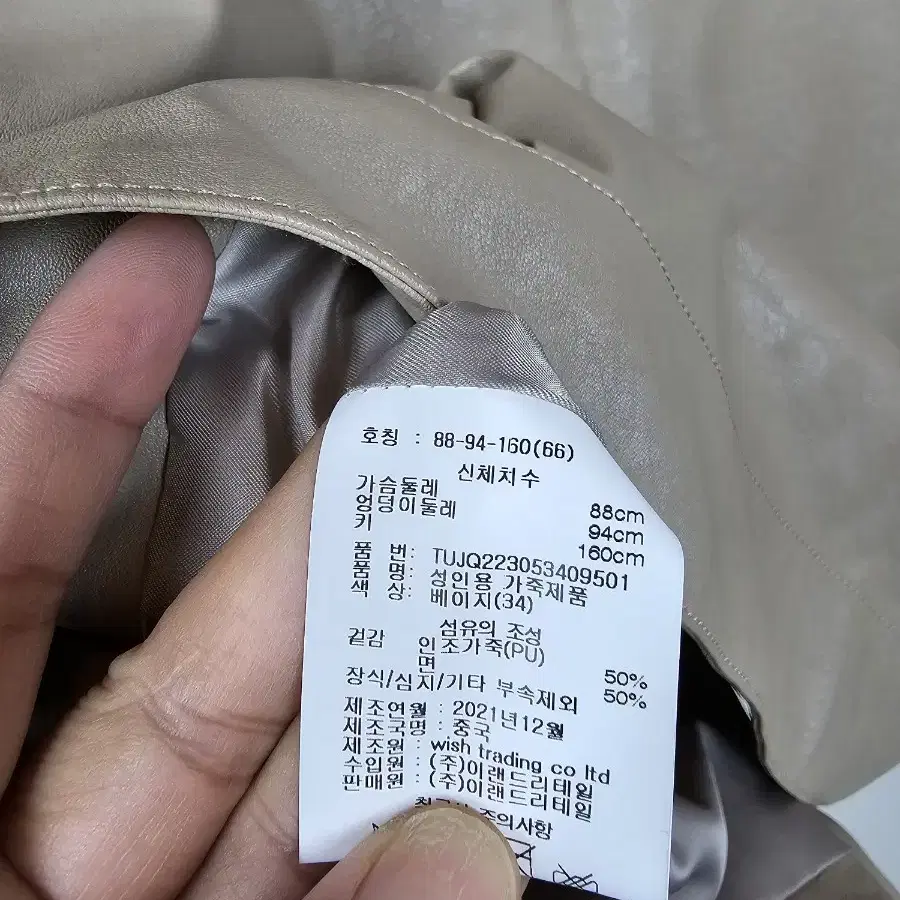 호칭 : 88-94-160(66)
신체치수
가슴둘레 88cm
엉덩이둘레 94cm
키 160cm
품 번: TUJQ223053409501
품 명: 성인용 가죽제품
색 상: 베이지(34)
섬유의 조성
겉감 인조가죽(PU) 50%
면 50%
장식/심지/기타 부속제외
제조연월 : 2021년12월
제조국명 : 중국
제조원 : wish trading co ltd
수입원 : (주)이랜드리테일
판매원 : (주)이랜드리테일
주의사항